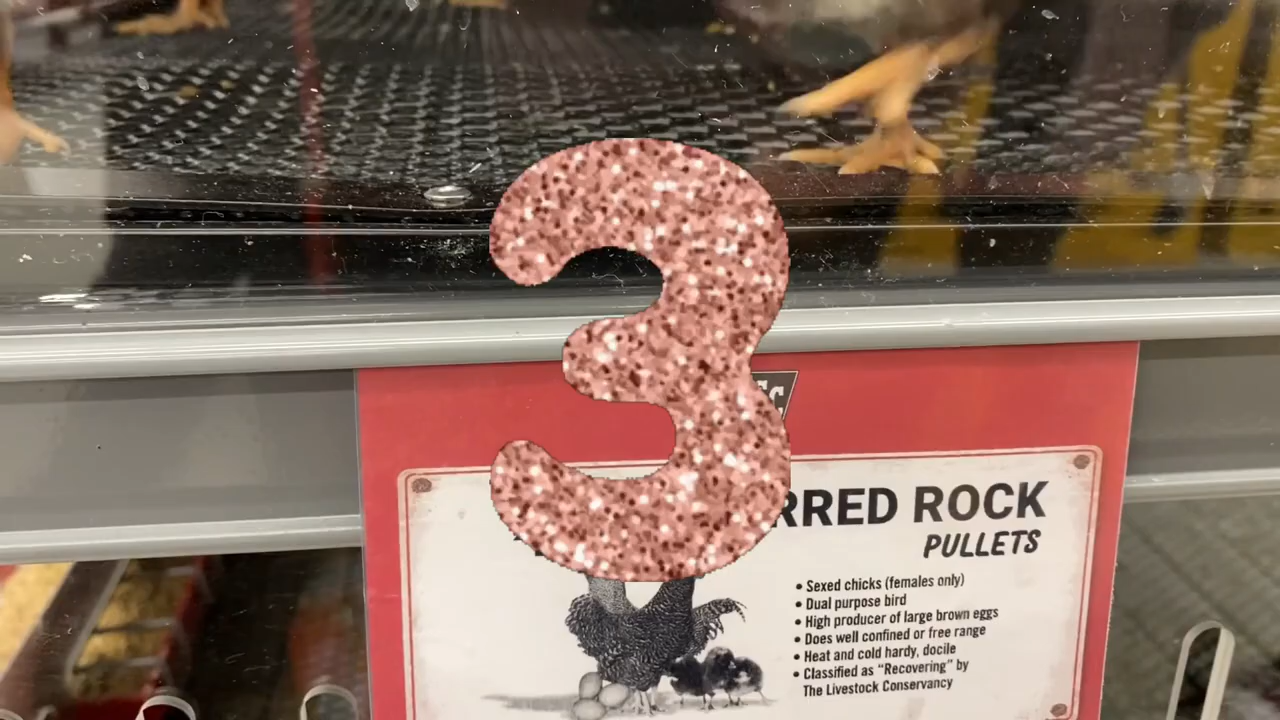 3
RRED ROCK
PULLETS
• Sexed chicks (females only)
• Dual purpose bird
• High producer of large brown eggs
• Does well confined or free range
• Heat and cold hardy, docile
• Classified as “Recovering” by
The Livestock Conservancy